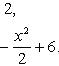 2,
-x²/2 + 6.